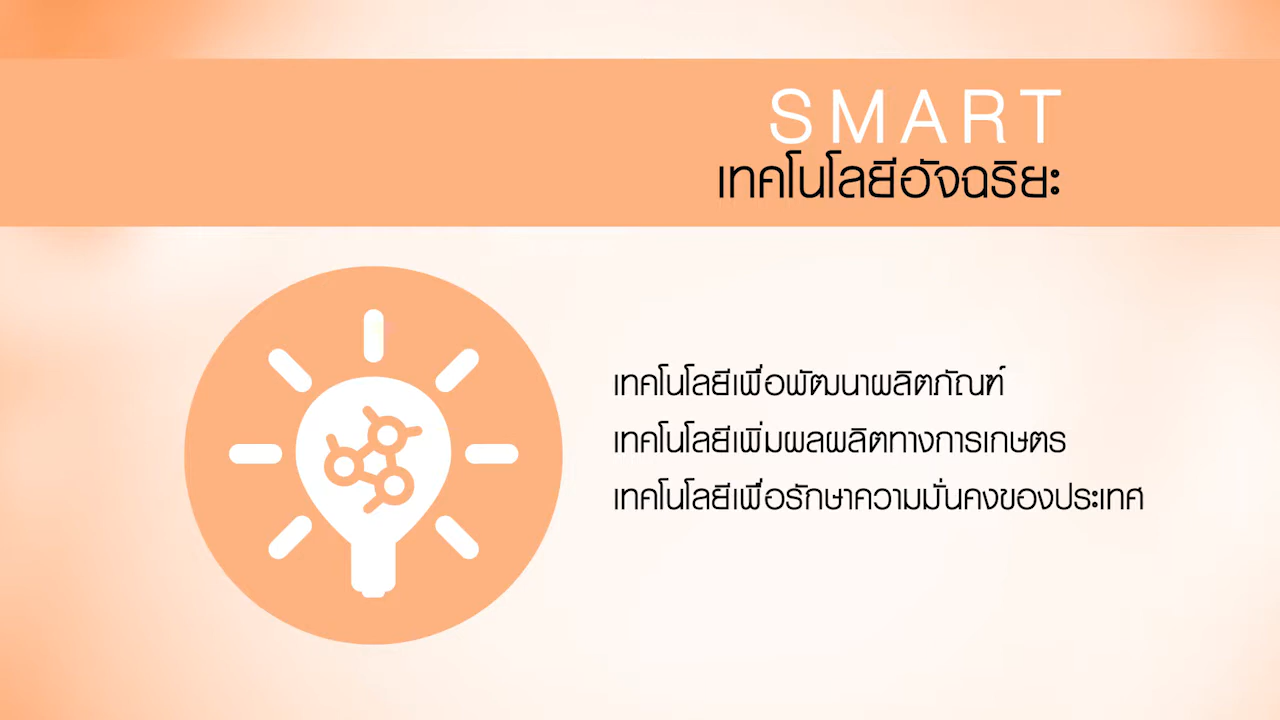 SMART
เทคโนโลยีอัจฉริยะ
เทคโนโลยีเพื่อพัฒนาผลิตภัณฑ์
เทคโนโลยีเพิ่มผลผลิตทางการเกษตร
เทคโนโลยีเพื่อรักษาความมั่นคงของประเทศ